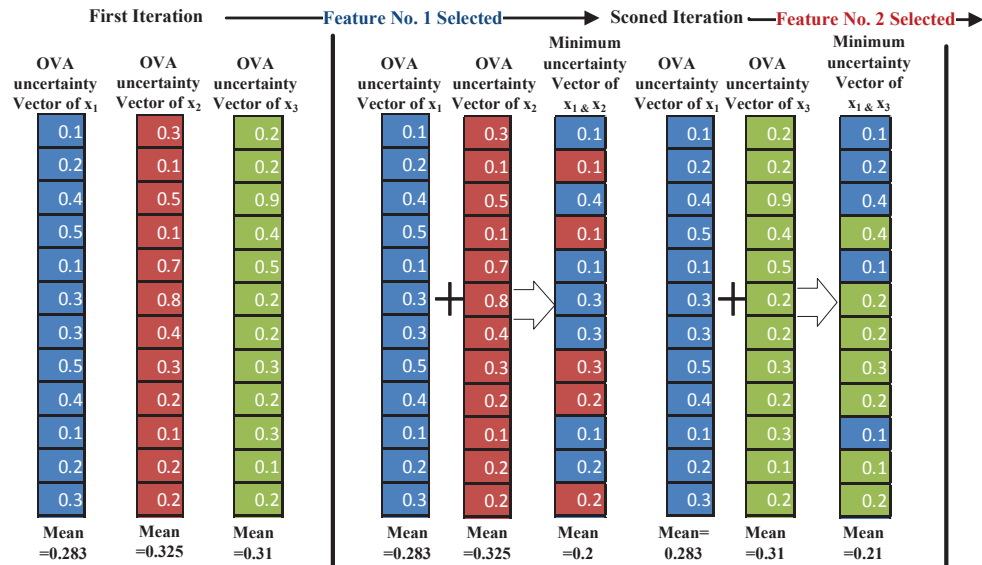 First Iteration
Feature No. 1 Selected
Sconed Iteration
Feature No. 2 Selected
OVA
uncertainty
Vector of x1
0.1
0.2
0.4
0.5
0.1
0.3
0.3
0.5
0.4
0.1
0.2
0.3
Mean
=0.283
OVA
uncertainty
Vector of x2
0.3
0.1
0.5
0.1
0.7
0.8
0.4
0.3
0.2
0.1
0.2
0.2
Mean
=0.325
OVA
uncertainty
Vector of x3
0.2
0.2
0.9
0.4
0.5
0.2
0.2
0.3
0.2
0.3
0.1
0.2
Mean
=0.31
OVA
uncertainty
Vector of x1
0.1
0.2
0.4
0.5
0.1
0.3
0.3
0.5
0.4
0.1
0.2
0.3
Mean
=0.283
+
OVA
uncertainty
Vector of x2
0.3
0.1
0.5
0.1
0.7
0.8
0.4
0.3
0.2
0.1
0.2
0.2
Mean
=0.325
Minimum
uncertainty
Vector of
x1 & x2
0.1
0.1
0.4
0.1
0.1
0.3
0.3
0.3
0.2
0.1
0.2
0.2
Mean
=0.2
OVA
uncertainty
Vector of x1
0.1
0.2
0.4
0.5
0.1
0.3
0.3
0.5
0.4
0.1
0.2
0.3
Mean=
0.283
+
OVA
uncertainty
Vector of x3
0.2
0.2
0.9
0.4
0.5
0.2
0.2
0.3
0.2
0.3
0.1
0.2
Mean
=0.31
Minimum
uncertainty
Vector of
x1 & x3
0.1
0.2
0.4
0.4
0.1
0.2
0.2
0.3
0.2
0.1
0.1
0.2
Mean
=0.21